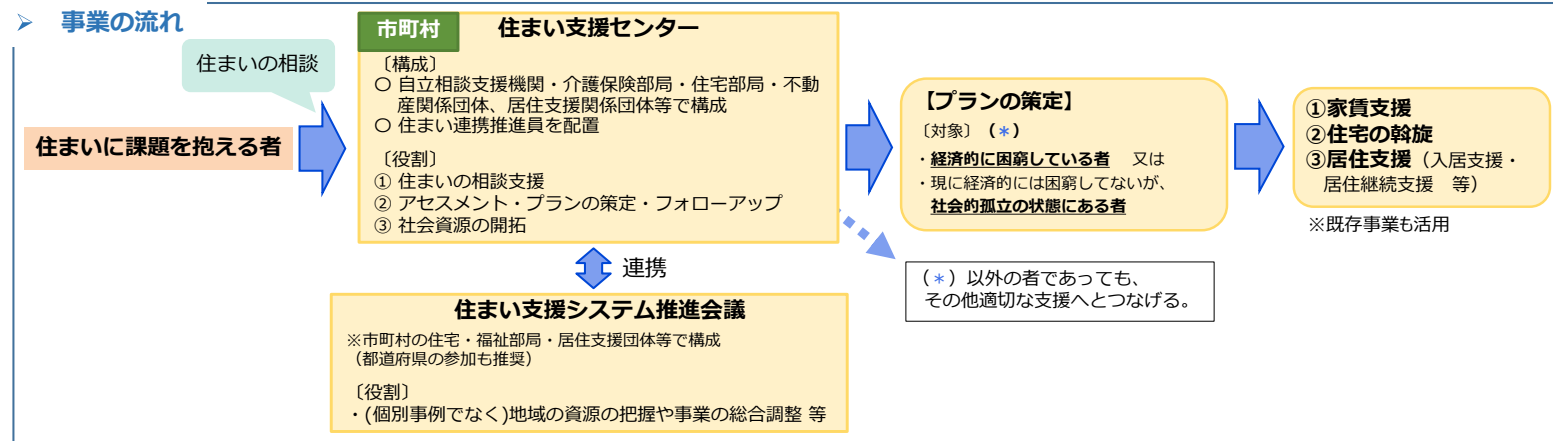 ➢ 事業の流れ
住まいの相談
住まいに課題を抱える者
市町村
住まい支援センター
〔構成〕
〇 自立相談支援機関・介護保険部局・住宅部局・不動
産関係団体、居住支援関係団体等で構成
〇 住まい連携推進員を配置
〔役割〕
① 住まいの相談支援
② アセスメント・プランの策定・フォローアップ
③ 社会資源の開拓
連携
住まい支援システム推進会議
※市町村の住宅・福祉部局・居住支援団体等で構成
（都道府県の参加も推奨）
〔役割〕
・(個別事例でなく)地域の資源の把握や事業の総合調整 等
【プランの策定】
〔対象〕（＊）
・経済的に困窮している者　又は
・現に経済的には困窮してないが、
社会的孤立の状態にある者
（＊）以外の者であっても、
その他適切な支援へとつなげる。
①家賃支援
②住宅の斡旋
③居住支援（入居支援・
居住継続支援　等）
※既存事業も活用